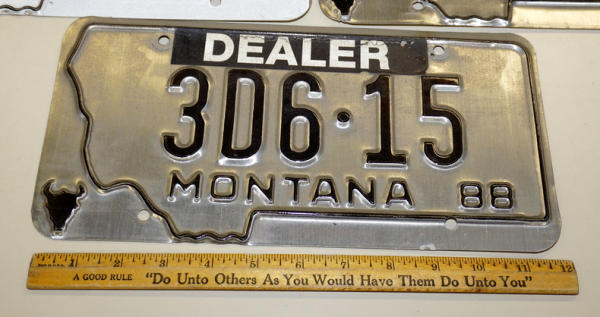 DEALER
3D6·15
MONTANA 88
1 2 3 4 5 6 7 8 9 10 11 12
A GOOD RULE "Do Unto Others As You Would Have Them Do Unto You"